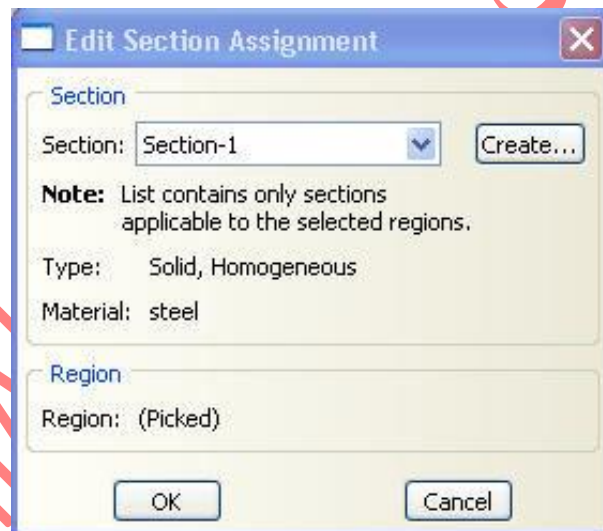 Edit Section Assignment
Section
Section: Section-1 Create...
Note: List contains only sections
applicable to the selected regions.
Type: Solid, Homogeneous
Material: steel
Region
Region: (Picked)
OK Cancel